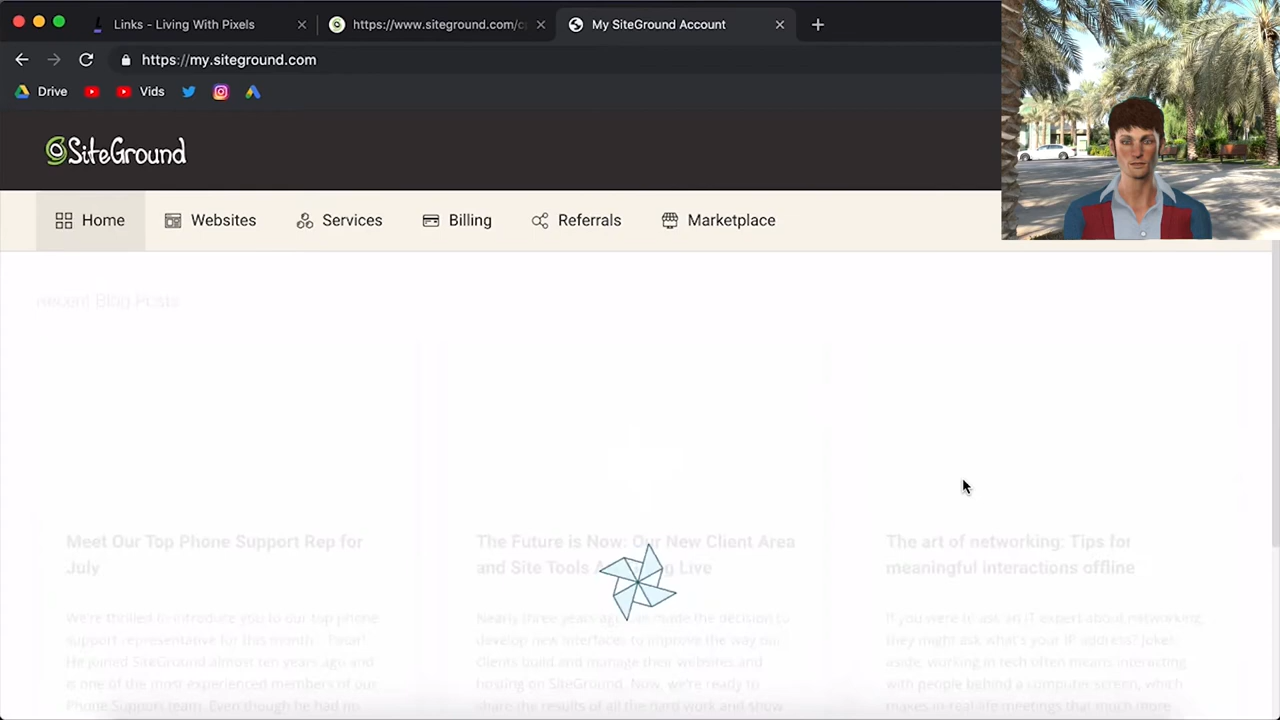 Links - Living With Pixels
https://www.siteground.com/c
My SiteGround Account
https://my.siteground.com
Drive
Vids
SiteGround
Home
Websites
Services
Billing
Referrals
Marketplace
Recent Blog Posts
Meet Our Top Phone Support Rep for
July
We're thrilled to introduce you to our top phone
support representative for this month
He joined SiteGround almost ten years ago and
is one of the most experienced members of our
Phone Support team. Even though he had no
The Future is Now: Our New Client Area
and Site Tools Live
Nearly three years ago, we made the decision to
develop new interfaces to improve the way our
clients build and manage their websites and
hosting on SiteGround. Now, we're ready to
share the results of all the hard work and show
The art of networking: Tips for
meaningful interactions offline
If you were to ask an IT expert about networking,
they might ask what's your IP address? Joke
aside, working in tech often means interacting
with people behind a computer screen, which
makes in-real-life meetings that much more